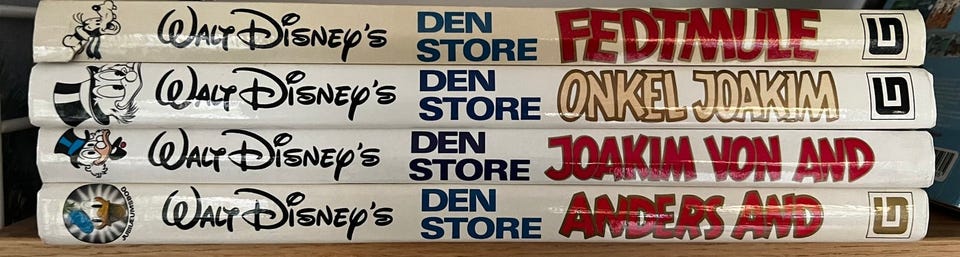 WALT DISNEY'S DEN STORE FEDTMULE G
WALT DISNEY'S DEN STORE ONKEL JOAKIM G
WALT DISNEY'S DEN STORE JOAKIM VON AND
JUBILÆUMSBOG WALT DISNEY'S DEN STORE ANDERS AND G